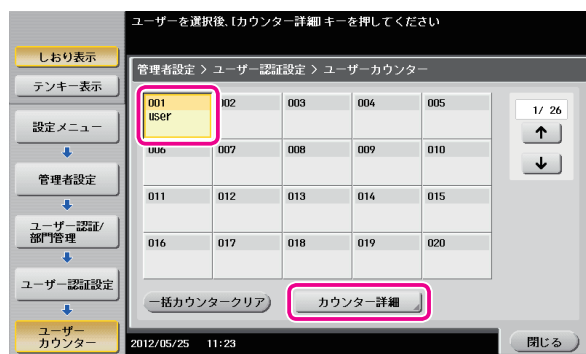 ユーザーを選択後、[カウンター詳細]キーを押してください
しおり表示
テンキー表示
設定メニュー
管理者設定
ユーザー認証/
部門管理
ユーザー認証設定
ユーザー
カウンター
管理者設定 > ユーザー認証設定 > ユーザーカウンター
001 002 003 004 005
user
006 007 008 009 010
011 012 013 014 015
016 017 018 019 020
1/ 26
↑
↓
一括カウンタークリア
カウンター詳細
2012/05/25 11:23
閉じる